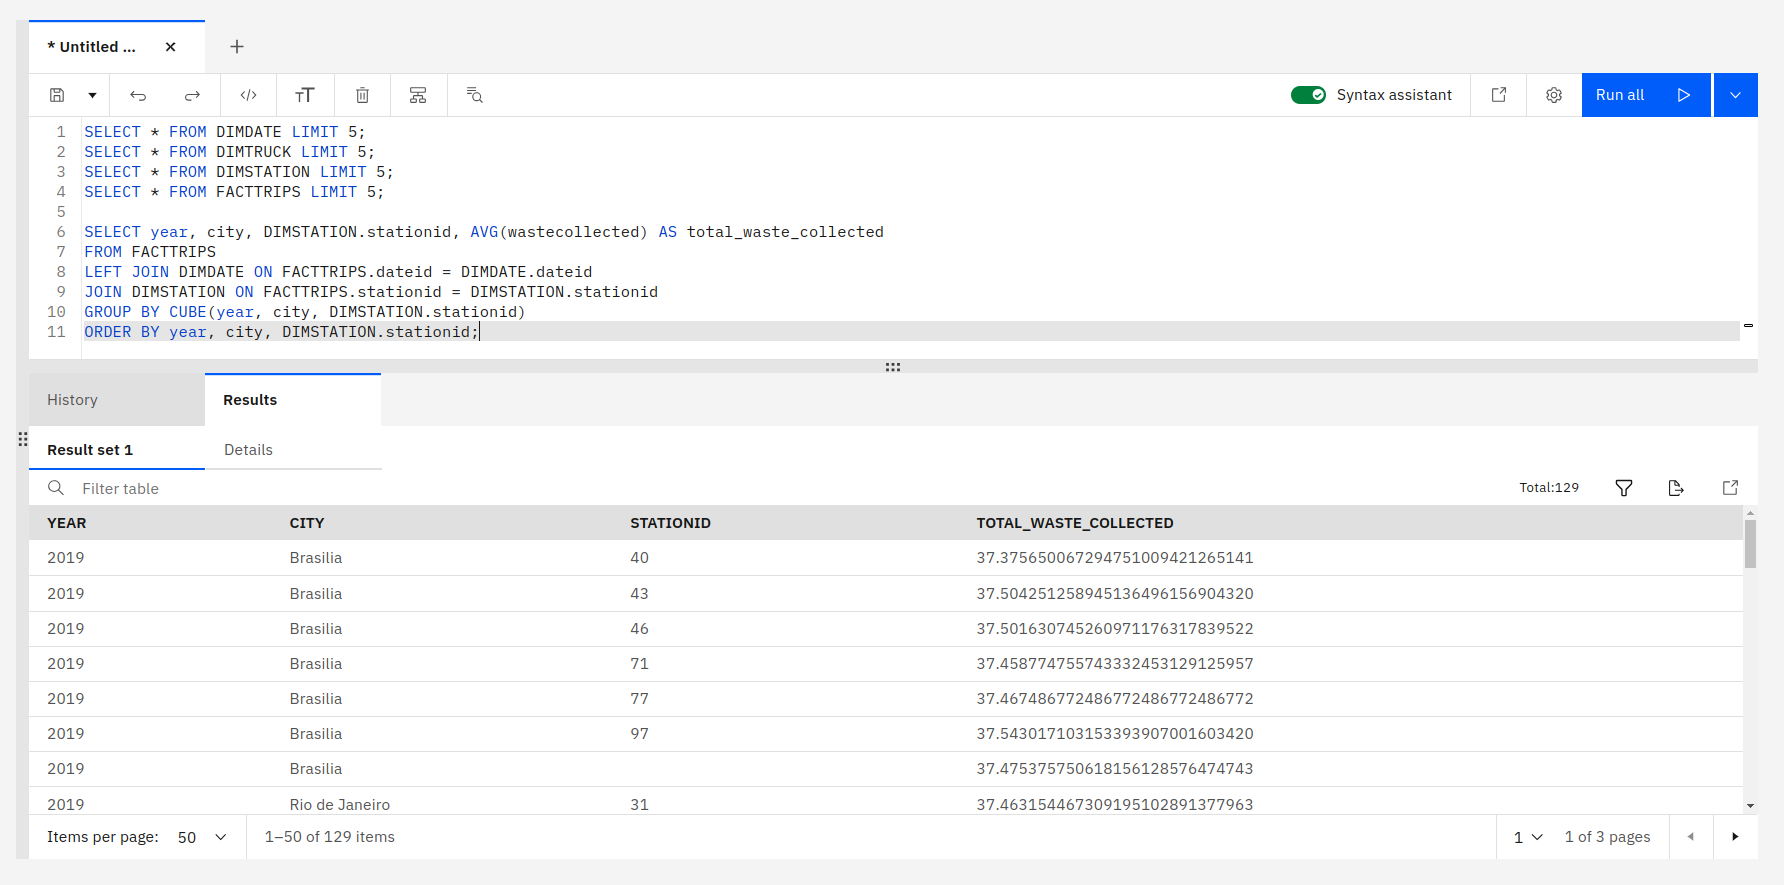 * Untitled ...
Syntax assistant
Run all
1 SELECT * FROM DIMDATE LIMIT 5;
2 SELECT * FROM DIMTRUCK LIMIT 5;
3 SELECT * FROM DIMSTATION LIMIT 5;
4 SELECT * FROM FACTTRIPS LIMIT 5;
5
6 SELECT year, city, DIMSTATION.stationid, AVG(wastecollected) AS total_waste_collected
7 FROM FACTTRIPS
8 LEFT JOIN DIMDATE ON FACTTRIPS.dateid = DIMDATE.dateid
9 JOIN DIMSTATION ON FACTTRIPS.stationid = DIMSTATION.stationid
10 GROUP BY CUBE(year, city, DIMSTATION.stationid)
11 ORDER BY year, city, DIMSTATION.stationid;
History Results
Result set 1 Details
Filter table Total:129
YEAR CITY STATIONID TOTAL_WASTE_COLLECTED
2019 Brasilia 40 37.3756500672947510094​21265141
2019 Brasilia 43 37.504251258945136496156904320
2019 Brasilia 46 37.501630745260971176317839522
2019 Brasilia 71 37.458774755743332453129125957
2019 Brasilia 77 37.467486772486772486772486772
2019 Brasilia 97 37.543017103153393907001603420
2019 Brasilia 37.475375750618156128576474743
2019 Rio de Janeiro 31 37.463154467309195102891377963
Items per page: 50 1–50 of 129 items 1 1 of 3 pages